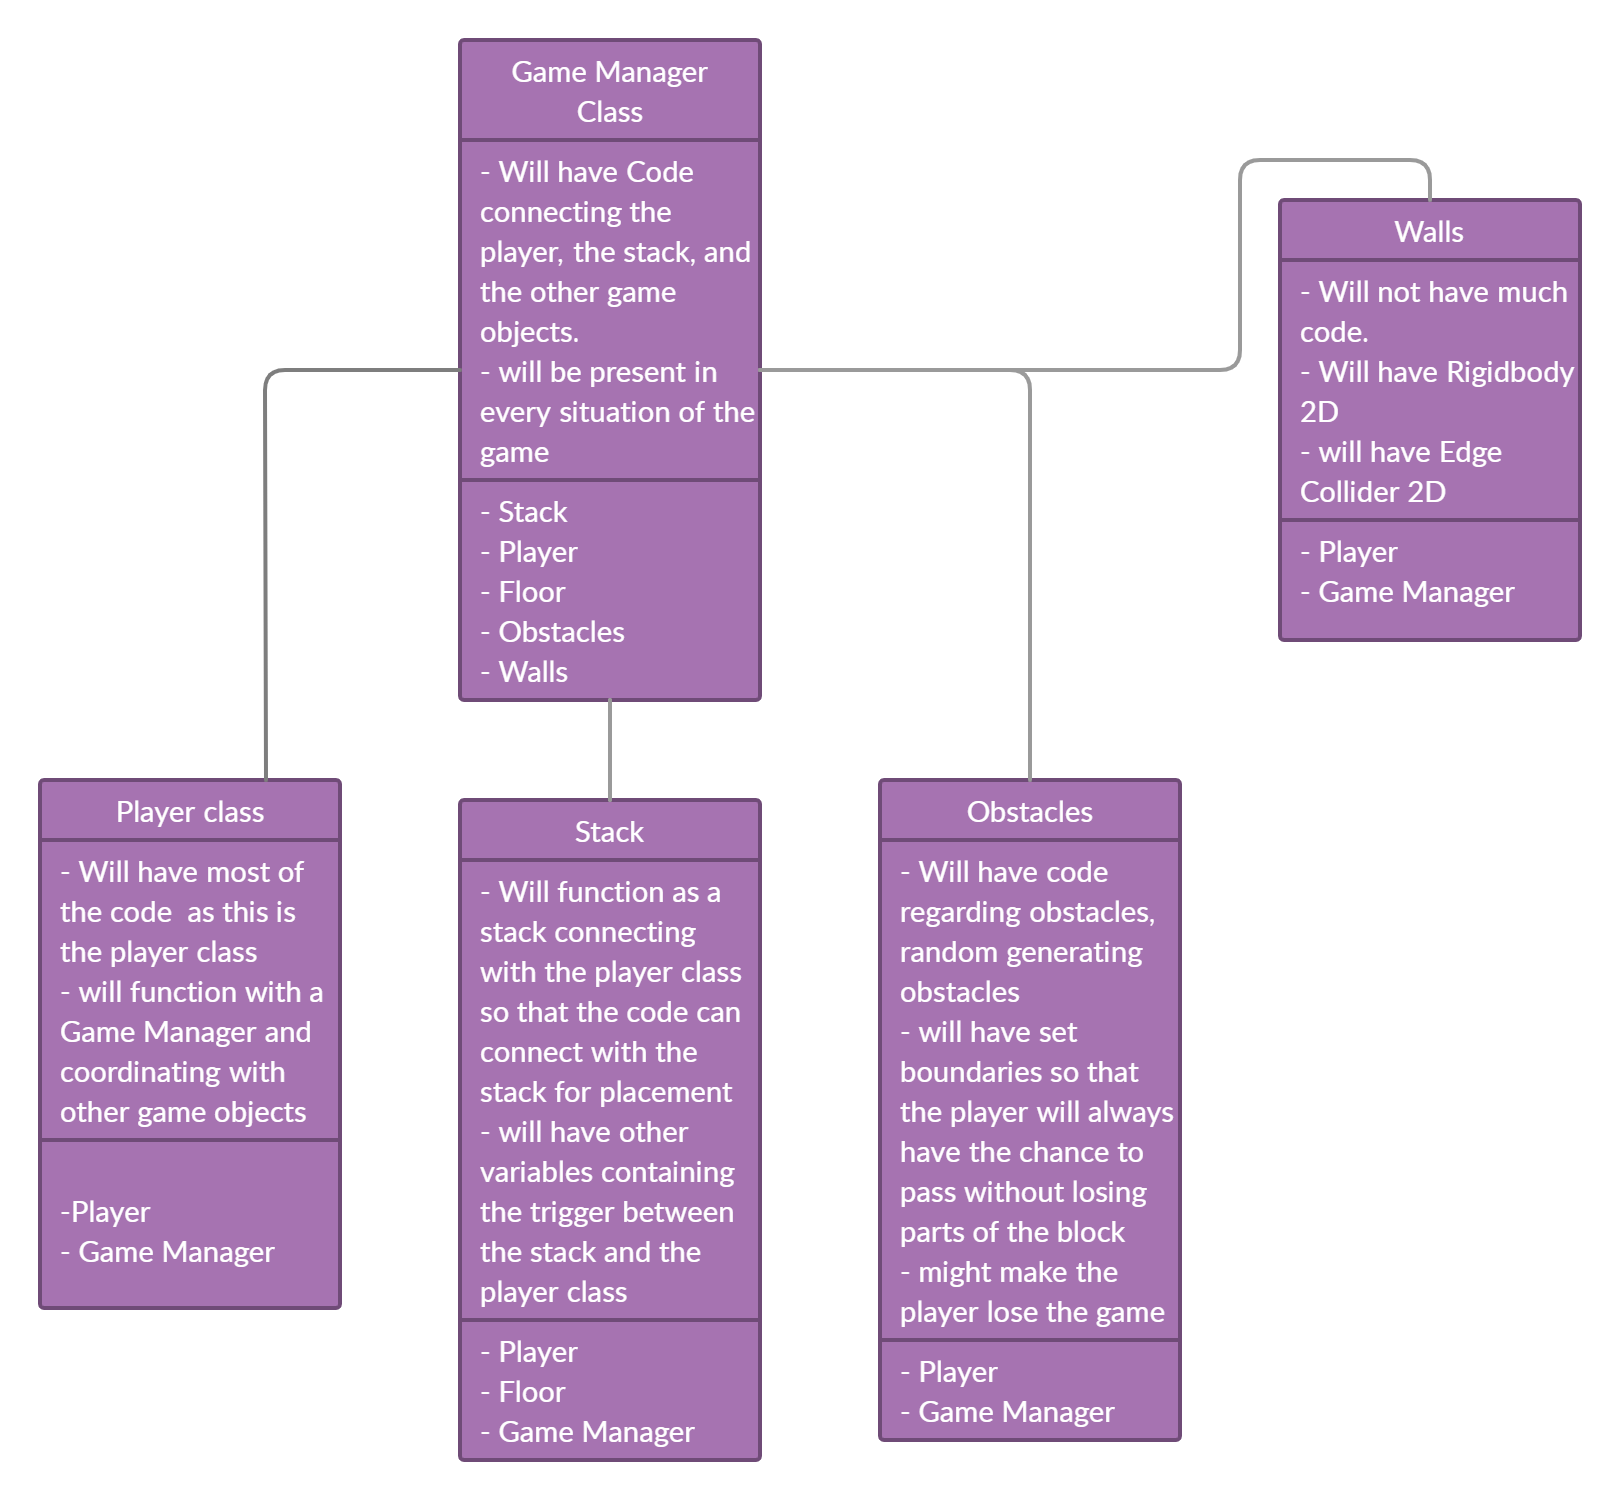 Game Manager
Class
- Will have Code
connecting the
player, the stack, and
the other game
objects.
- will be present in
every situation of the
game
- Stack
- Player
- Floor
- Obstacles
- Walls
Walls
- Will not have much
code.
- Will have Rigidbody
2D
- will have Edge
Collider 2D
- Player
- Game Manager
Player class
- Will have most of
the code  as this is
the player class
- will function with a
Game Manager and
coordinating with
other game objects
-Player
- Game Manager
Stack
- Will function as a
stack connecting
with the player class
so that the code can
connect with the
stack for placement
- will have other
variables containing
the trigger between
the stack and the
player class
- Player
- Floor
- Game Manager
Obstacles
- Will have code
regarding obstacles,
random generating
obstacles
- will have set
boundaries so that
the player will always
have the chance to
pass without losing
parts of the block
- might make the
player lose the game
- Player
- Game Manager